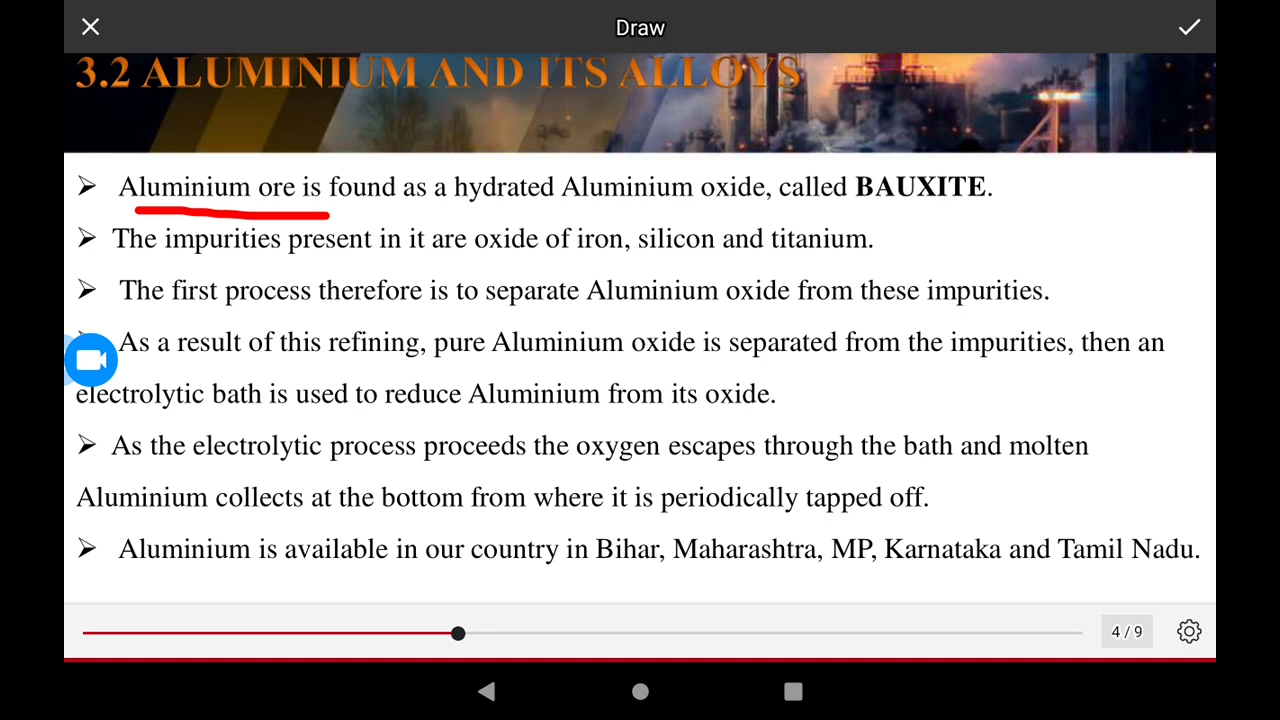 Draw
3.2 ALUMINIUM AND ITS ALLOYS
➢ Aluminium ore is found as a hydrated Aluminium oxide, called BAUXITE.
➢ The impurities present in it are oxide of iron, silicon and titanium.
➢ The first process therefore is to separate Aluminium oxide from these impurities.
As a result of this refining, pure Aluminium oxide is separated from the impurities, then an
electrolytic bath is used to reduce Aluminium from its oxide.
➢ As the electrolytic process proceeds the oxygen escapes through the bath and molten
Aluminium collects at the bottom from where it is periodically tapped off.
➢ Aluminium is available in our country in Bihar, Maharashtra, MP, Karnataka and Tamil Nadu.
4 / 9